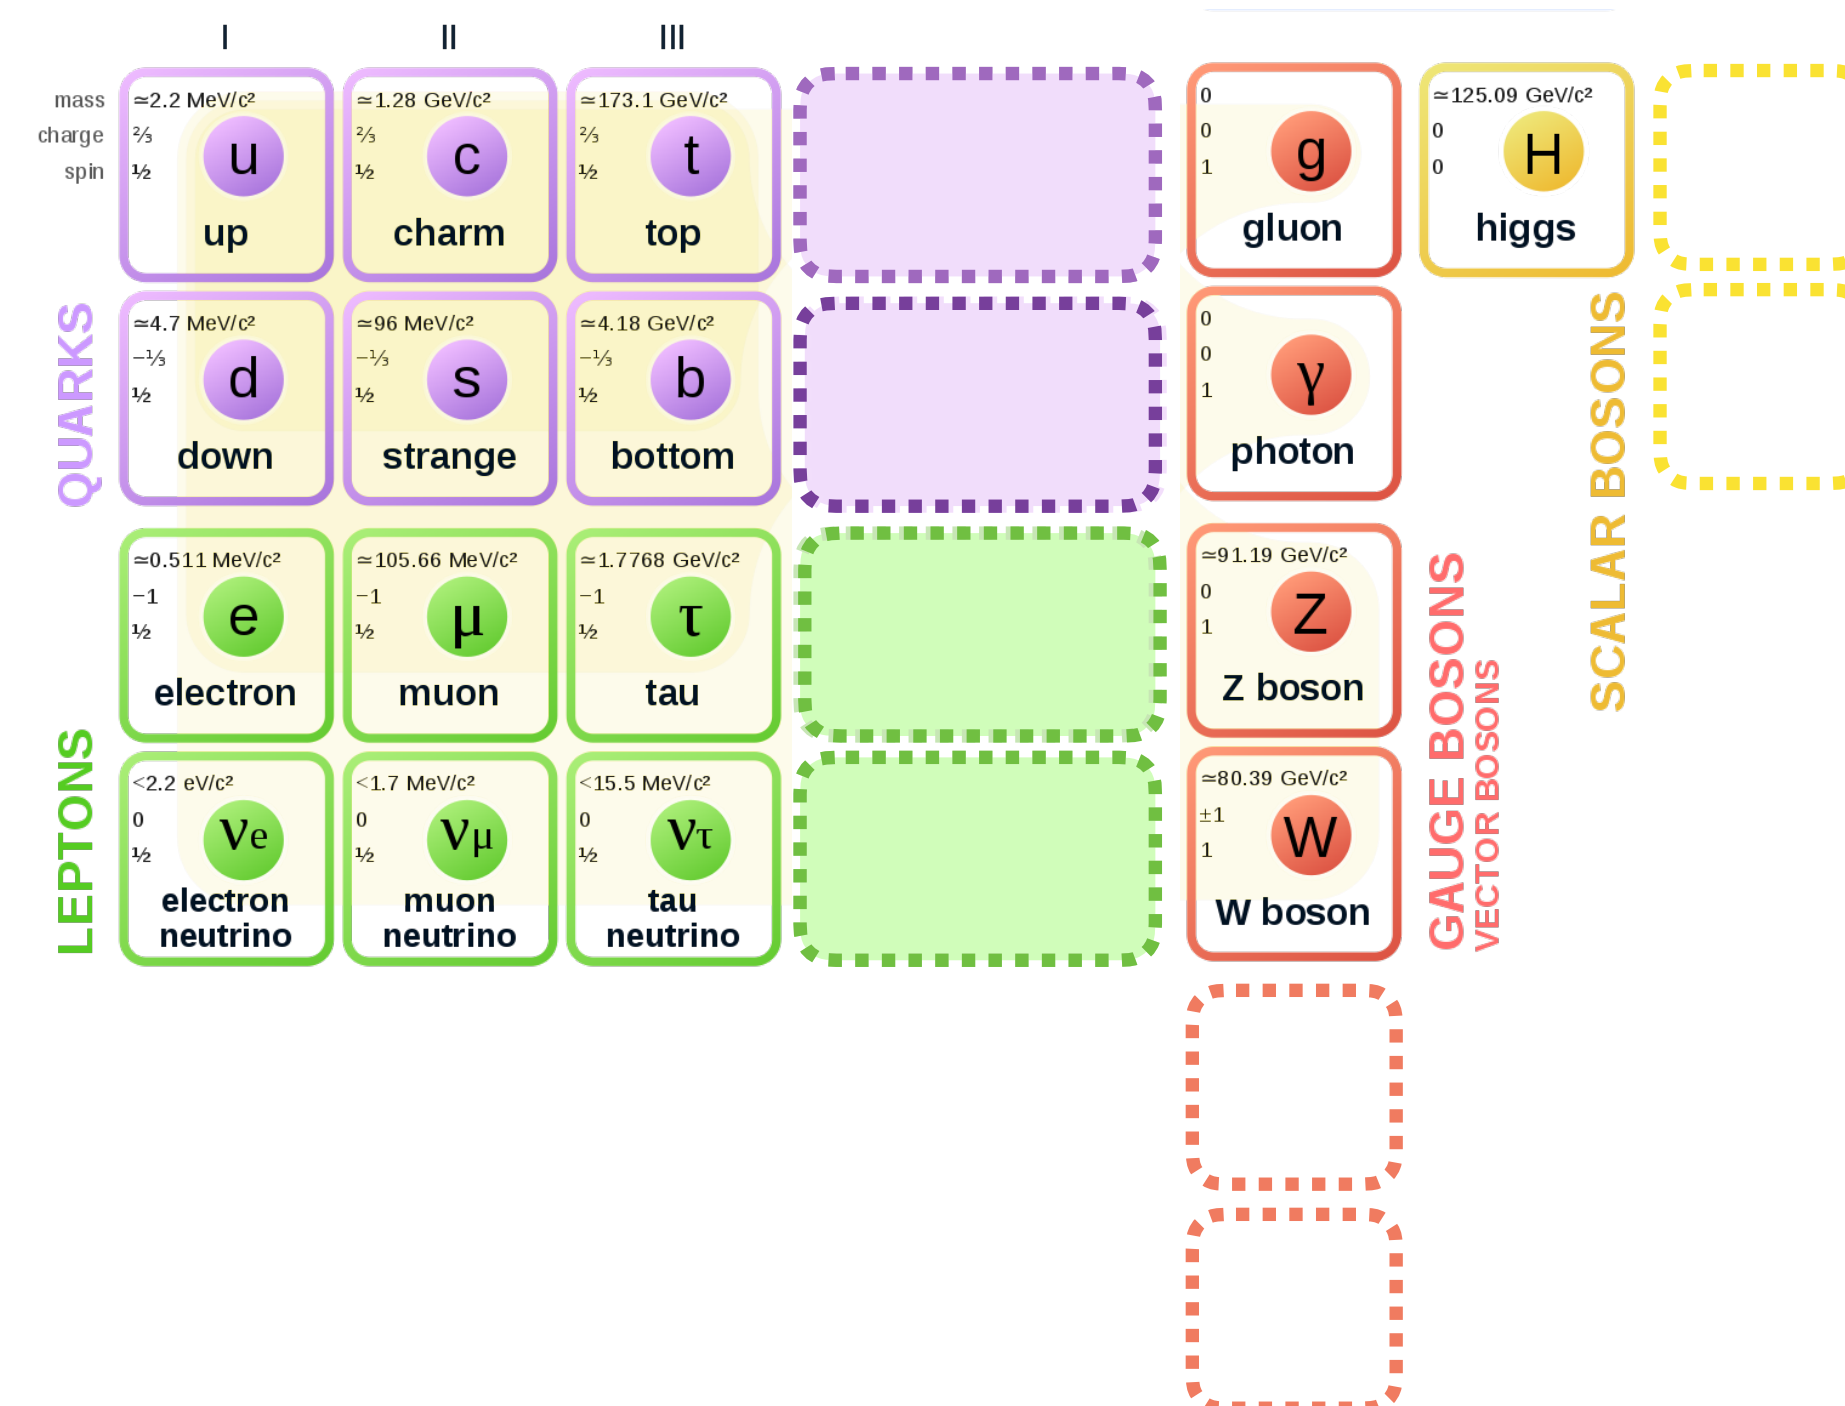 I II III
mass
charge
spin
≃2.2 MeV/c²
⅔
½
u
up
≃1.28 GeV/c²
⅔
½
c
charm
≃173.1 GeV/c²
⅔
½
t
top
0
0
1
g
gluon
≃125.09 GeV/c²
0
0
H
higgs
QUARKS
≃4.7 MeV/c²
−⅓
½
d
down
≃96 MeV/c²
−⅓
½
s
strange
≃4.18 GeV/c²
−⅓
½
b
bottom
0
0
1
γ
photon
SCALAR BOSONS
≃0.511 MeV/c²
−1
½
e
electron
≃105.66 MeV/c²
−1
½
μ
muon
≃1.7768 GeV/c²
−1
½
τ
tau
≃91.19 GeV/c²
0
1
Z
Z boson
GAUGE BOSONS
VECTOR BOSONS
LEPTONS
<2.2 eV/c²
0
½
νe
electron
neutrino
<1.7 MeV/c²
0
½
νμ
muon
neutrino
<15.5 MeV/c²
0
½
ντ
tau
neutrino
≃80.39 GeV/c²
±1
1
W
W boson